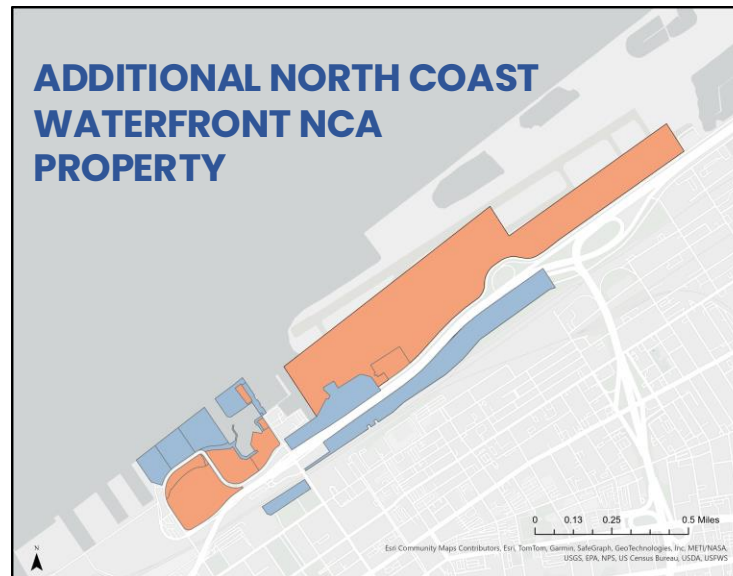 ADDITIONAL NORTH COAST
WATERFRONT NCA
PROPERTY
0 0.13 0.25 0.5 Miles
N
Esri Community Maps Contributors, Esri, TomTom, Garmin, SafeGraph, GeoTechnologies, Inc, METI/NASA,
USGS, EPA, NPS, US Census Bureau, USDA, USFWS